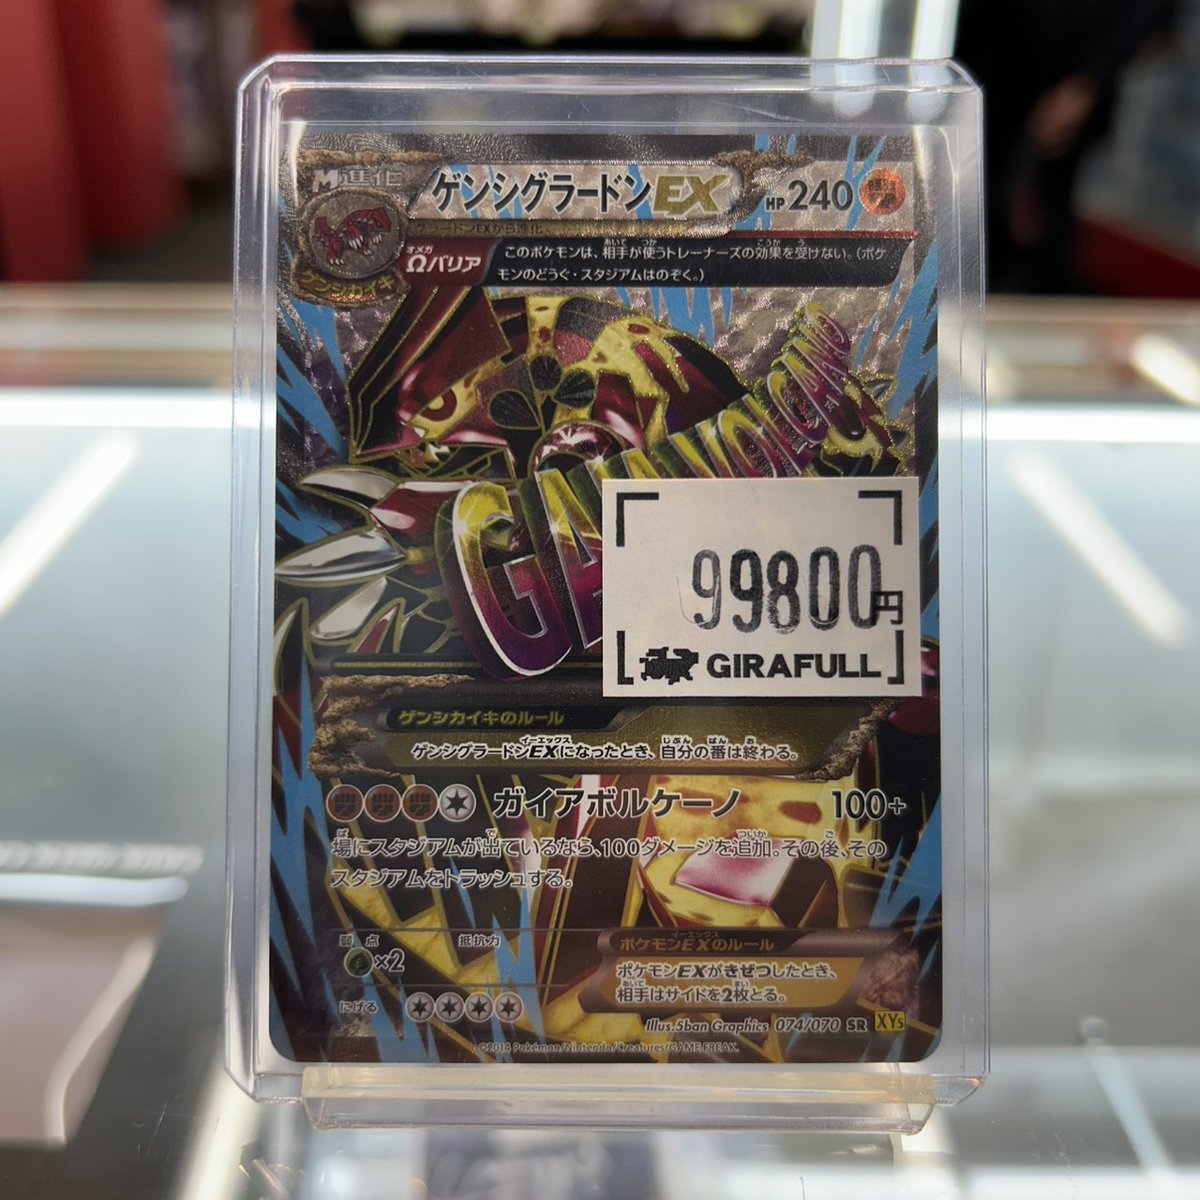 M進化
ゲンシグラードンEX
HP240
グラードンEXから進化
ゲンシカイキ
オメガ
Ωバリア
このポケモンは、相手が使うトレーナーズの効果を受けない。(ポケ
モンのどうぐ・スタジアムはのぞく。)
99800円
GIRAFULL
ゲンシカイキのルール
ゲンシグラードンEXになったとき、自分の番は終わる。
ガイアボルケーノ 100+
場にスタジアムが出ているなら、100ダメージを追加。その後、その
スタジアムをトラッシュする。
弱点 抵抗力
×2
にげる
ポケモンEXのルール
ポケモンEXがきぜつしたとき、
相手はサイドを2枚とる。
Illus.5ban Graphics 074/070 SR XY5
©2014 Pokémon/Nintendo/Creatures/GAME FREAK.